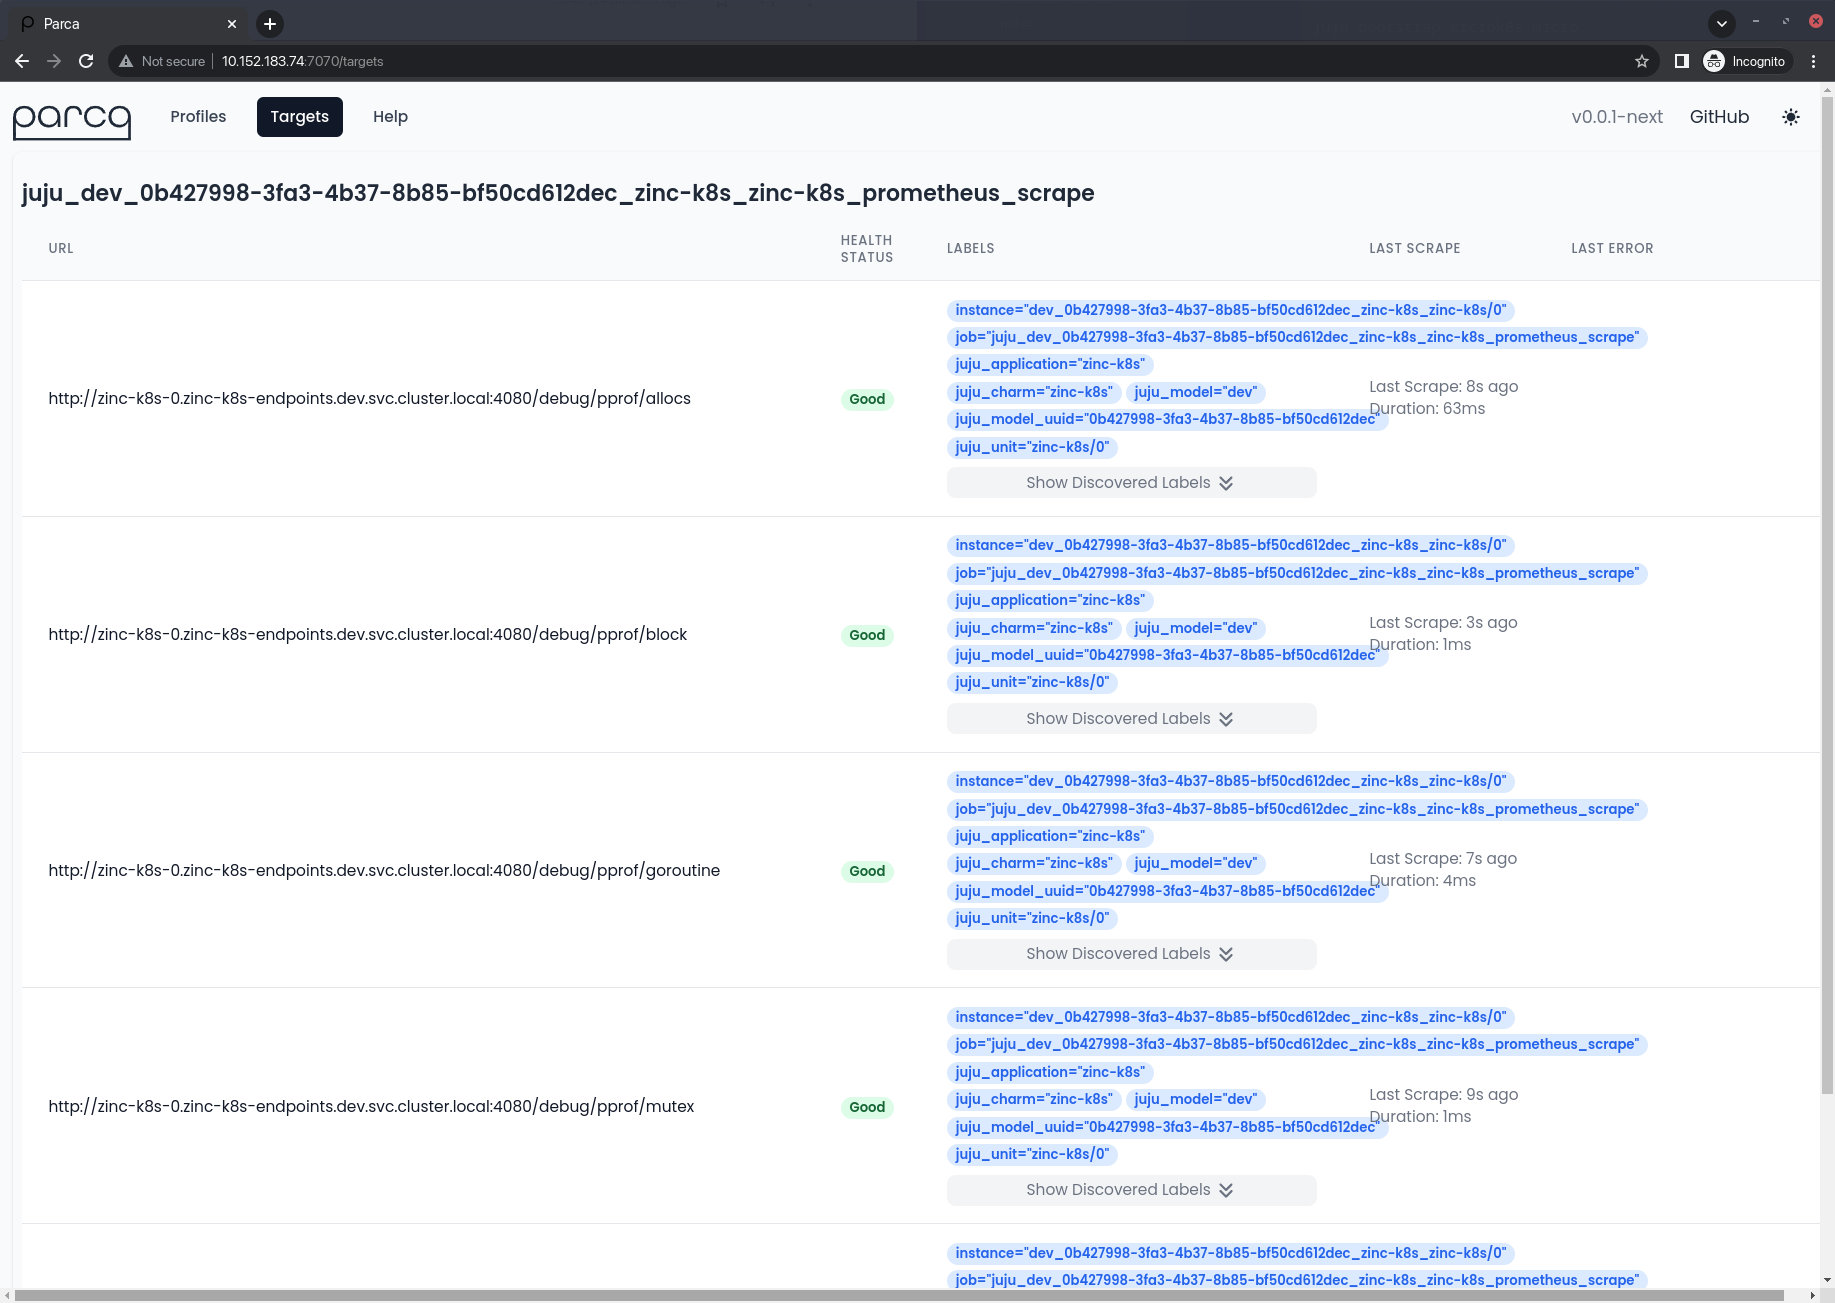 Parca
Not secure
10.152.183.74:7070/targets
Incognito
parca
Profiles
Targets
Help
v0.0.1-next
GitHub
juju_dev_0b427998-3fa3-4b37-8b85-bf50cd612dec_zinc-k8s_zinc-k8s_prometheus_scrape
URL
HEALTH
STATUS
LABELS
LAST SCRAPE
LAST ERROR
http://zinc-k8s-0.zinc-k8s-endpoints.dev.svc.cluster.local:4080/debug/pprof/allocs
Good
instance="dev_0b427998-3fa3-4b37-8b85-bf50cd612dec_zinc-k8s_zinc-k8s/0"
job="juju_dev_0b427998-3fa3-4b37-8b85-bf50cd612dec_zinc-k8s_zinc-k8s_prometheus_scrape"
juju_application="zinc-k8s"
juju_charm="zinc-k8s" juju_model="dev"
juju_model_uuid="0b427998-3fa3-4b37-8b85-bf50cd612dec"
juju_unit="zinc-k8s/0"
Show Discovered Labels
Last Scrape: 8s ago
Duration: 63ms
http://zinc-k8s-0.zinc-k8s-endpoints.dev.svc.cluster.local:4080/debug/pprof/block
Good
instance="dev_0b427998-3fa3-4b37-8b85-bf50cd612dec_zinc-k8s_zinc-k8s/0"
job="juju_dev_0b427998-3fa3-4b37-8b85-bf50cd612dec_zinc-k8s_zinc-k8s_prometheus_scrape"
juju_application="zinc-k8s"
juju_charm="zinc-k8s" juju_model="dev"
juju_model_uuid="0b427998-3fa3-4b37-8b85-bf50cd612dec"
juju_unit="zinc-k8s/0"
Show Discovered Labels
Last Scrape: 3s ago
Duration: 1ms
http://zinc-k8s-0.zinc-k8s-endpoints.dev.svc.cluster.local:4080/debug/pprof/goroutine
Good
instance="dev_0b427998-3fa3-4b37-8b85-bf50cd612dec_zinc-k8s_zinc-k8s/0"
job="juju_dev_0b427998-3fa3-4b37-8b85-bf50cd612dec_zinc-k8s_zinc-k8s_prometheus_scrape"
juju_application="zinc-k8s"
juju_charm="zinc-k8s" juju_model="dev"
juju_model_uuid="0b427998-3fa3-4b37-8b85-bf50cd612dec"
juju_unit="zinc-k8s/0"
Show Discovered Labels
Last Scrape: 7s ago
Duration: 4ms
http://zinc-k8s-0.zinc-k8s-endpoints.dev.svc.cluster.local:4080/debug/pprof/mutex
Good
instance="dev_0b427998-3fa3-4b37-8b85-bf50cd612dec_zinc-k8s_zinc-k8s/0"
job="juju_dev_0b427998-3fa3-4b37-8b85-bf50cd612dec_zinc-k8s_zinc-k8s_prometheus_scrape"
juju_application="zinc-k8s"
juju_charm="zinc-k8s" juju_model="dev"
juju_model_uuid="0b427998-3fa3-4b37-8b85-bf50cd612dec"
juju_unit="zinc-k8s/0"
Show Discovered Labels
Last Scrape: 9s ago
Duration: 1ms
instance="dev_0b427998-3fa3-4b37-8b85-bf50cd612dec_zinc-k8s_zinc-k8s/0"
job="juju_dev_0b427998-3fa3-4b37-8b85-bf50cd612dec_zinc-k8s_zinc-k8s_prometheus_scrape"